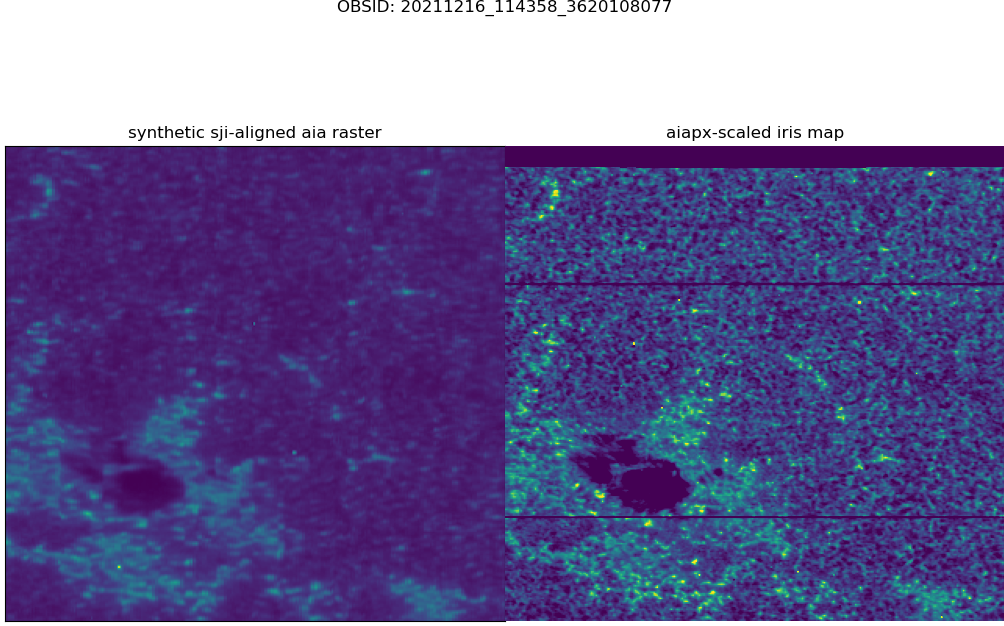 OBSID: 20211216_114358_3620108077
synthetic sji-aligned aia raster
aiapx-scaled iris map